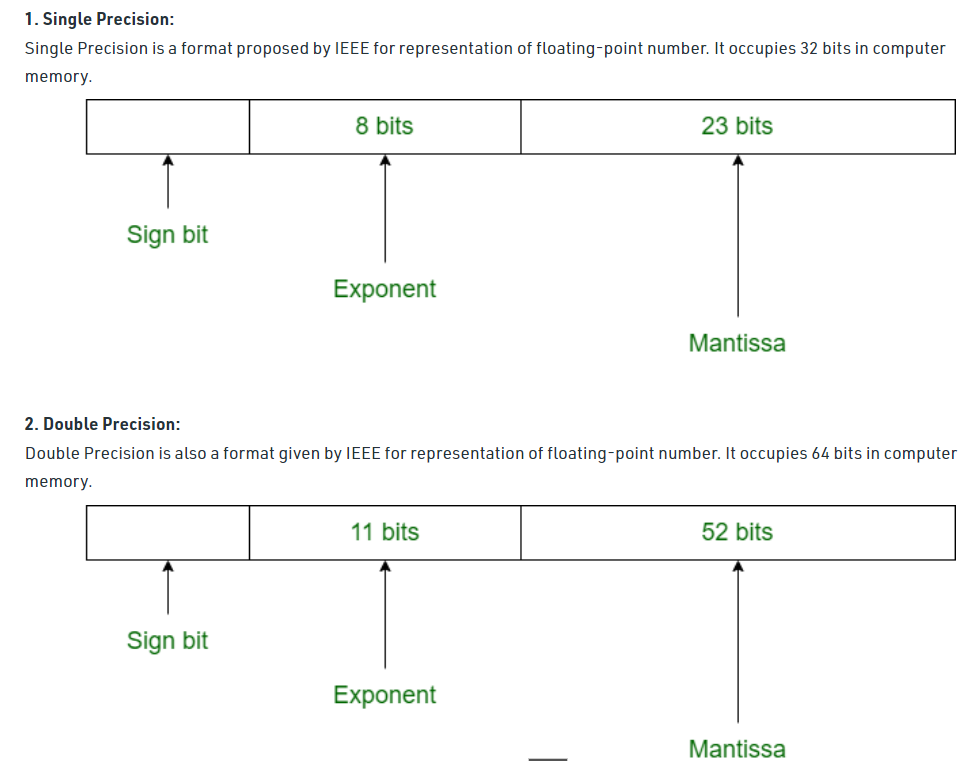 1. Single Precision:
Single Precision is a format proposed by IEEE for representation of floating-point number. It occupies 32 bits in computer
memory.
8 bits
23 bits
Sign bit
Exponent
Mantissa
2. Double Precision:
Double Precision is also a format given by IEEE for representation of floating-point number. It occupies 64 bits in computer
memory.
11 bits
52 bits
Sign bit
Exponent
Mantissa